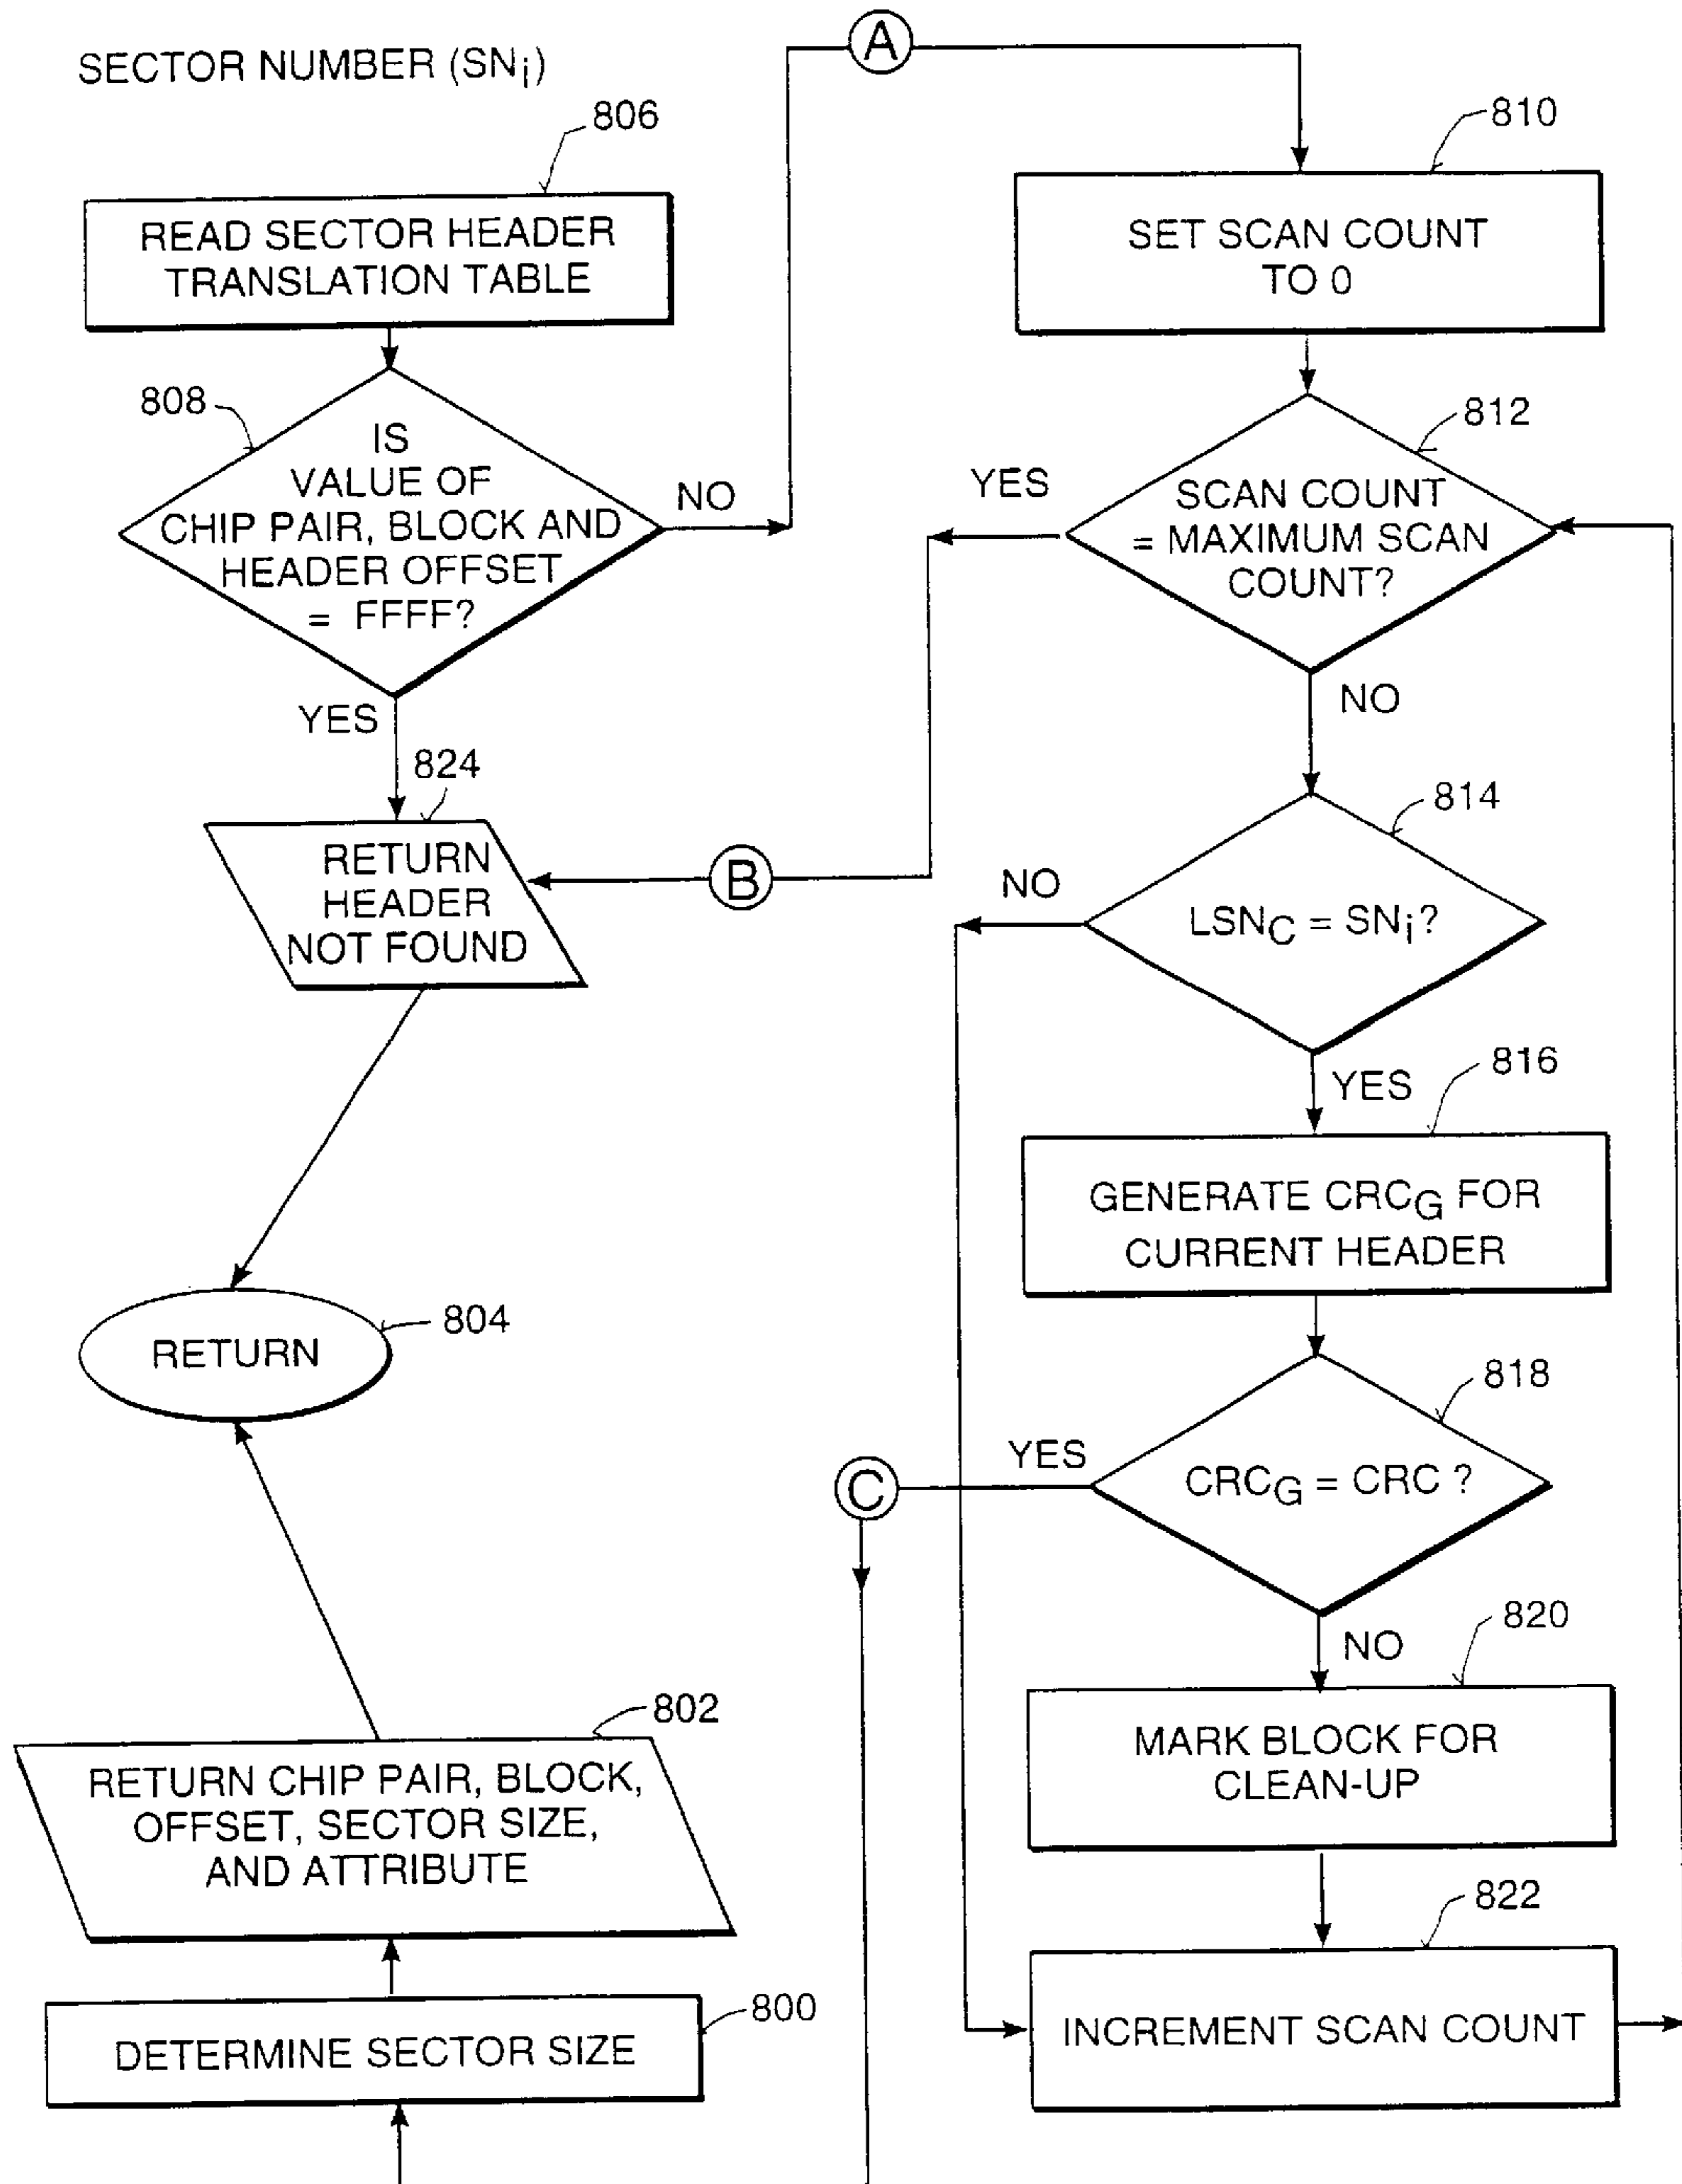 SECTOR NUMBER (SNi)
806
READ SECTOR HEADER
TRANSLATION TABLE
808
IS
VALUE OF
CHIP PAIR, BLOCK AND
HEADER OFFSET
= FFFF?
NO
YES
824
RETURN
HEADER
NOT FOUND
804
RETURN
802
RETURN CHIP PAIR, BLOCK,
OFFSET, SECTOR SIZE,
AND ATTRIBUTE
800
DETERMINE SECTOR SIZE
A
B
C
810
SET SCAN COUNT
TO 0
812
YES
SCAN COUNT
= MAXIMUM SCAN
COUNT?
NO
814
NO
LSNC = SNi?
YES
816
GENERATE CRCG FOR
CURRENT HEADER
818
YES
CRCG = CRC ?
NO
820
MARK BLOCK FOR
CLEAN-UP
822
INCREMENT SCAN COUNT